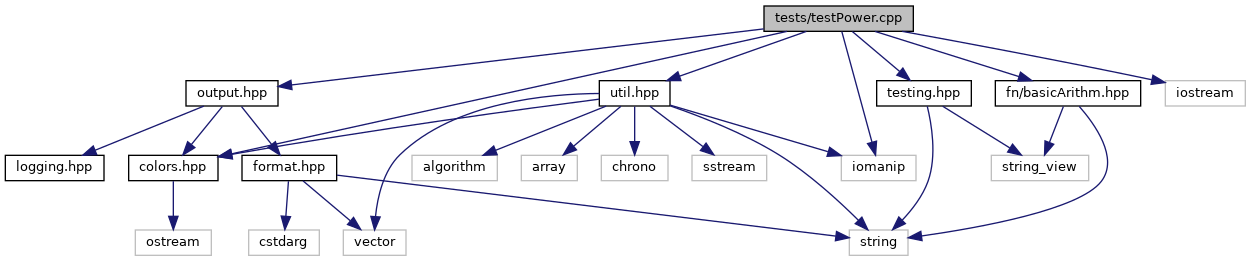 tests/testPower.cpp
output.hpp
util.hpp
testing.hpp
fn/basicArithm.hpp
iostream
logging.hpp
colors.hpp
format.hpp
algorithm
array
chrono
sstream
iomanip
string_view
ostream
cstdarg
vector
string